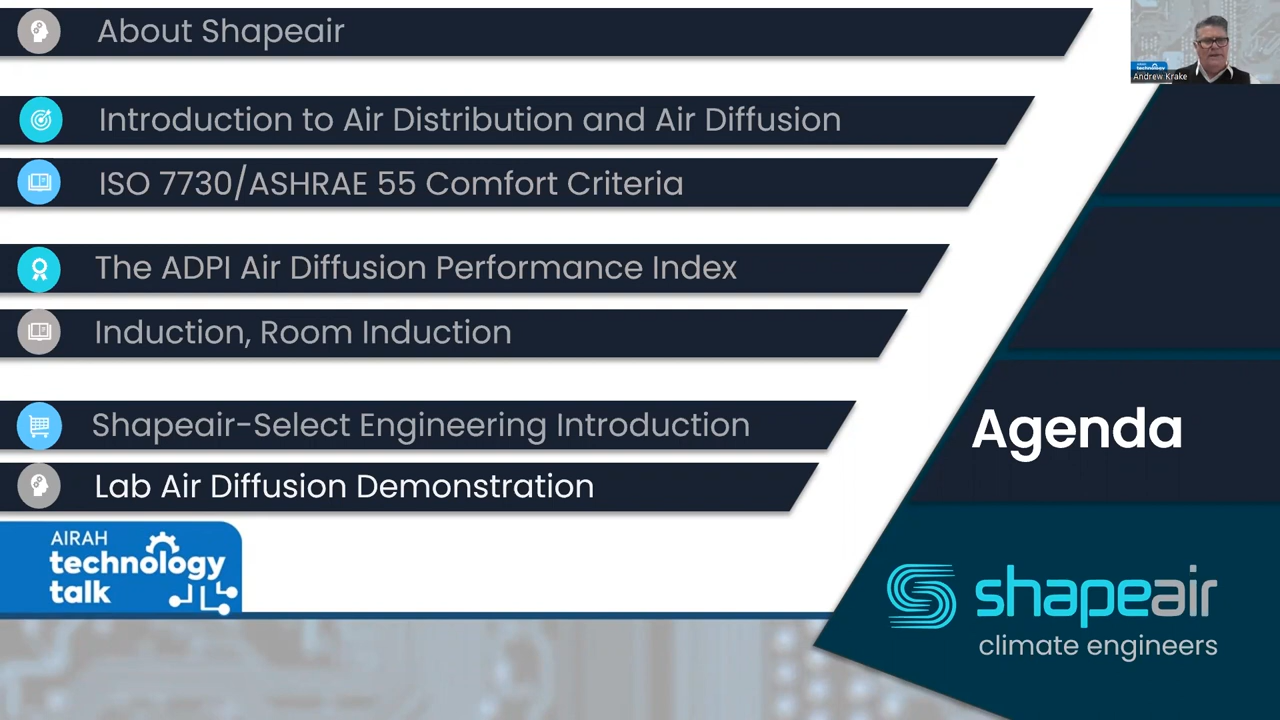 About Shapeair
Introduction to Air Distribution and Air Diffusion
ISO 7730/ASHRAE 55 Comfort Criteria
The ADPI Air Diffusion Performance Index
Induction, Room Induction
Shapeair-Select Engineering Introduction
Lab Air Diffusion Demonstration
Agenda
AIRAH
technology
talk
shapeair
climate engineers
technology
Andrew Krake